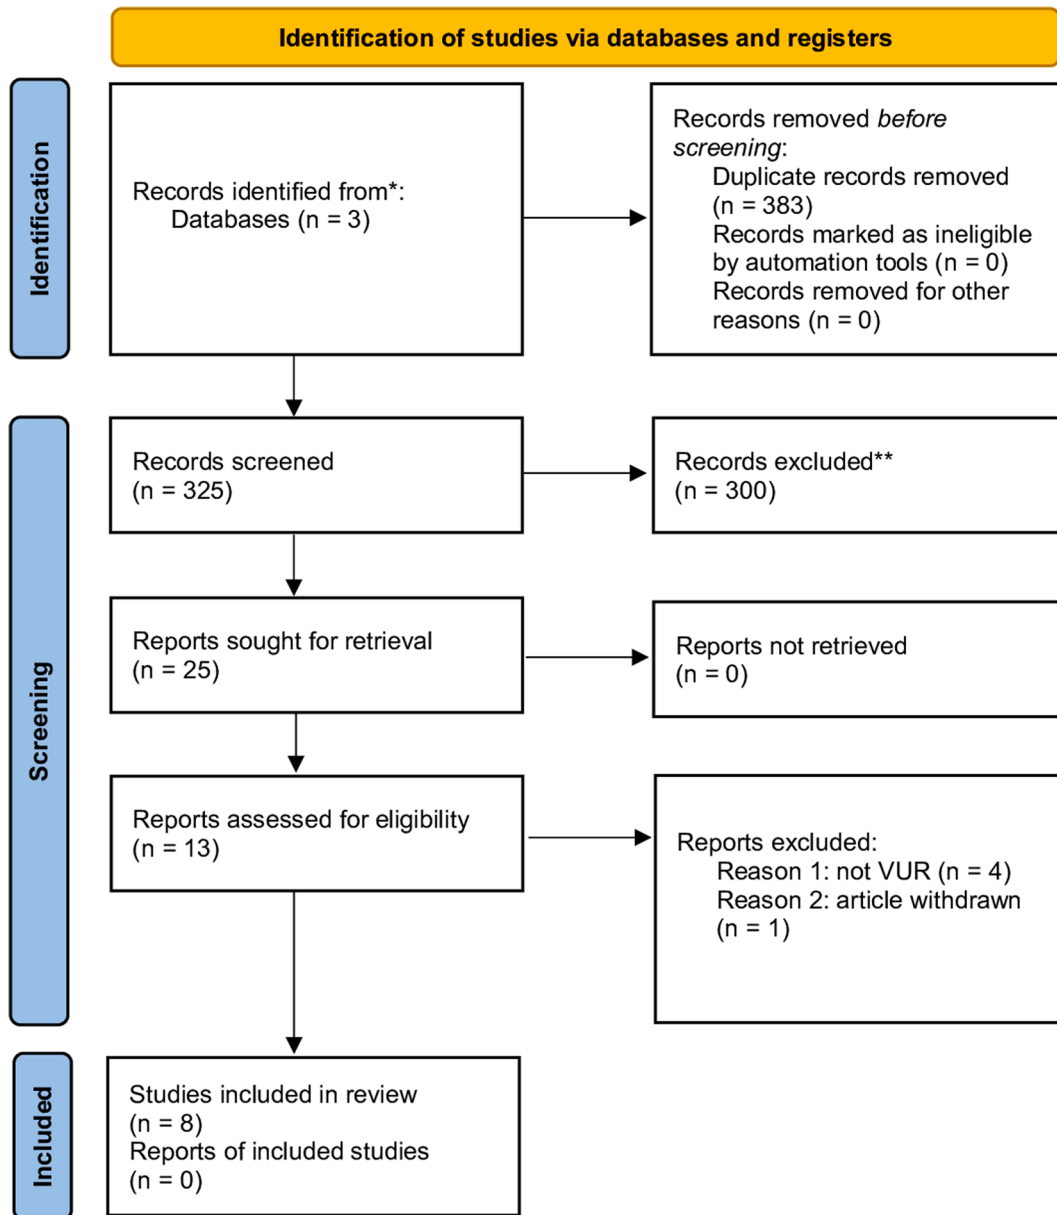 Identification of studies via databases and registers
Identification
Records identified from*:
Databases (n = 3)
Records removed before
screening:
Duplicate records removed
(n = 383)
Records marked as ineligible
by automation tools (n = 0)
Records removed for other
reasons (n = 0)
Screening
Records screened
(n = 325)
Records excluded**
(n = 300)
Reports sought for retrieval
(n = 25)
Reports not retrieved
(n = 0)
Reports assessed for eligibility
(n = 13)
Reports excluded:
Reason 1: not VUR (n = 4)
Reason 2: article withdrawn
(n = 1)
Included
Studies included in review
(n = 8)
Reports of included studies
(n = 0)